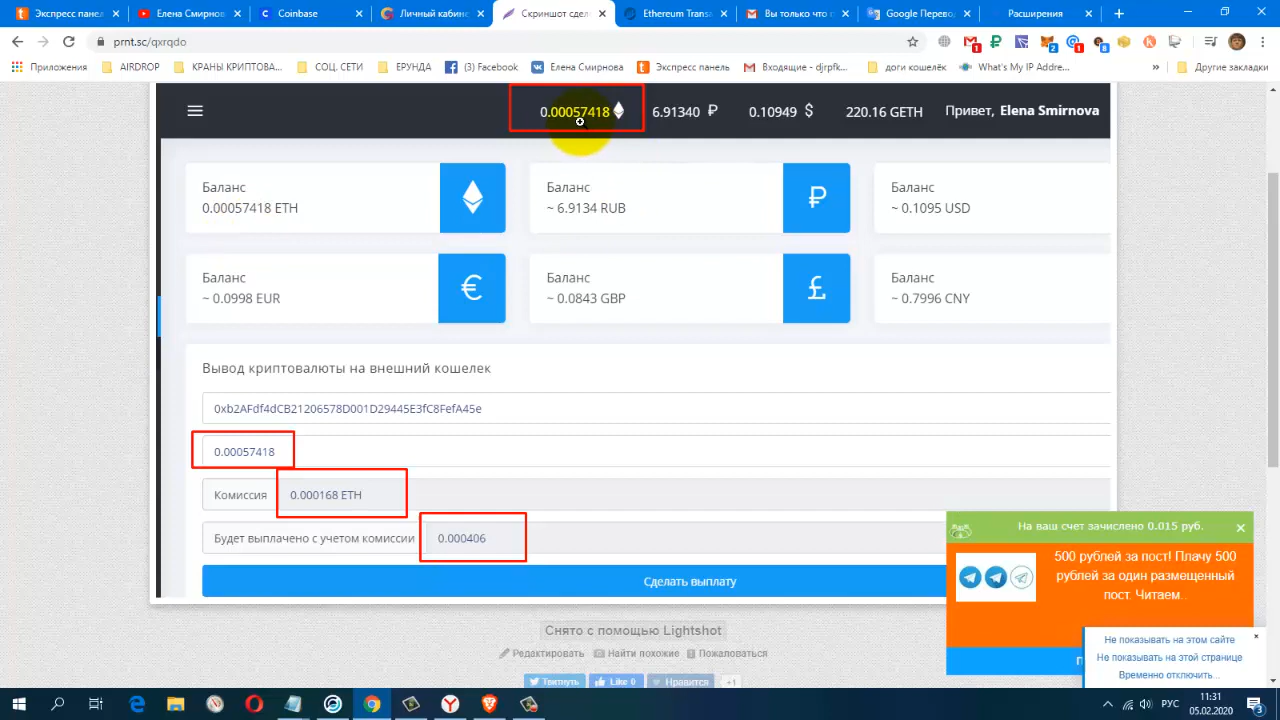 Экспресс панель
Елена Смирнов
Coinbase
Личный кабин
Скриншот сдел
Ethereum Transa
Вы только что
Google Перево
Расширения
prnt.sc/qxrqdo
Приложения
AIRDROP
КРАНЫ КРИПТОВА...
СОЦ. СЕТИ
ЕРУНДА
(3) Facebook
Елена Смирнова
Экспресс панель
Входящие - djrpfk...
доги кошелёк
What's My IP Addre...
»
Другие закладки
0.00057418
6.91340 ₽
0.10949 $
220.16 GETH
Привет, Elena Smirnova
Баланс
0.00057418 ETH
₽
Баланс
~ 6.9134 RUB
Баланс
~ 0.1095 USD
Баланс
~ 0.0998 EUR
€
Баланс
~ 0.0843 GBP
£
Баланс
~ 0.7996 CNY
Вывод криптовалюты на внешний кошелек
0xb2AFdf4dCB21206578D001D29445E3fC8FefA45e
0.00057418
Комиссия
0.000168 ETH
Будет выплачено с учетом комиссии
0.000406
Сделать выплату
На ваш счет зачислено 0.015 руб.
500 рублей за пост! Плачу 500
рублей за один размещенный
пост. Читаем..
Не показывать на этом сайте
Не показывать на этой странице
Временно отключить...
Снято с помощью Lightshot
Редактировать
Найти похожие
Пожаловаться
Твитнуть
Like 0
Нравится
+1
РУС
11:31
05.02.2020
3